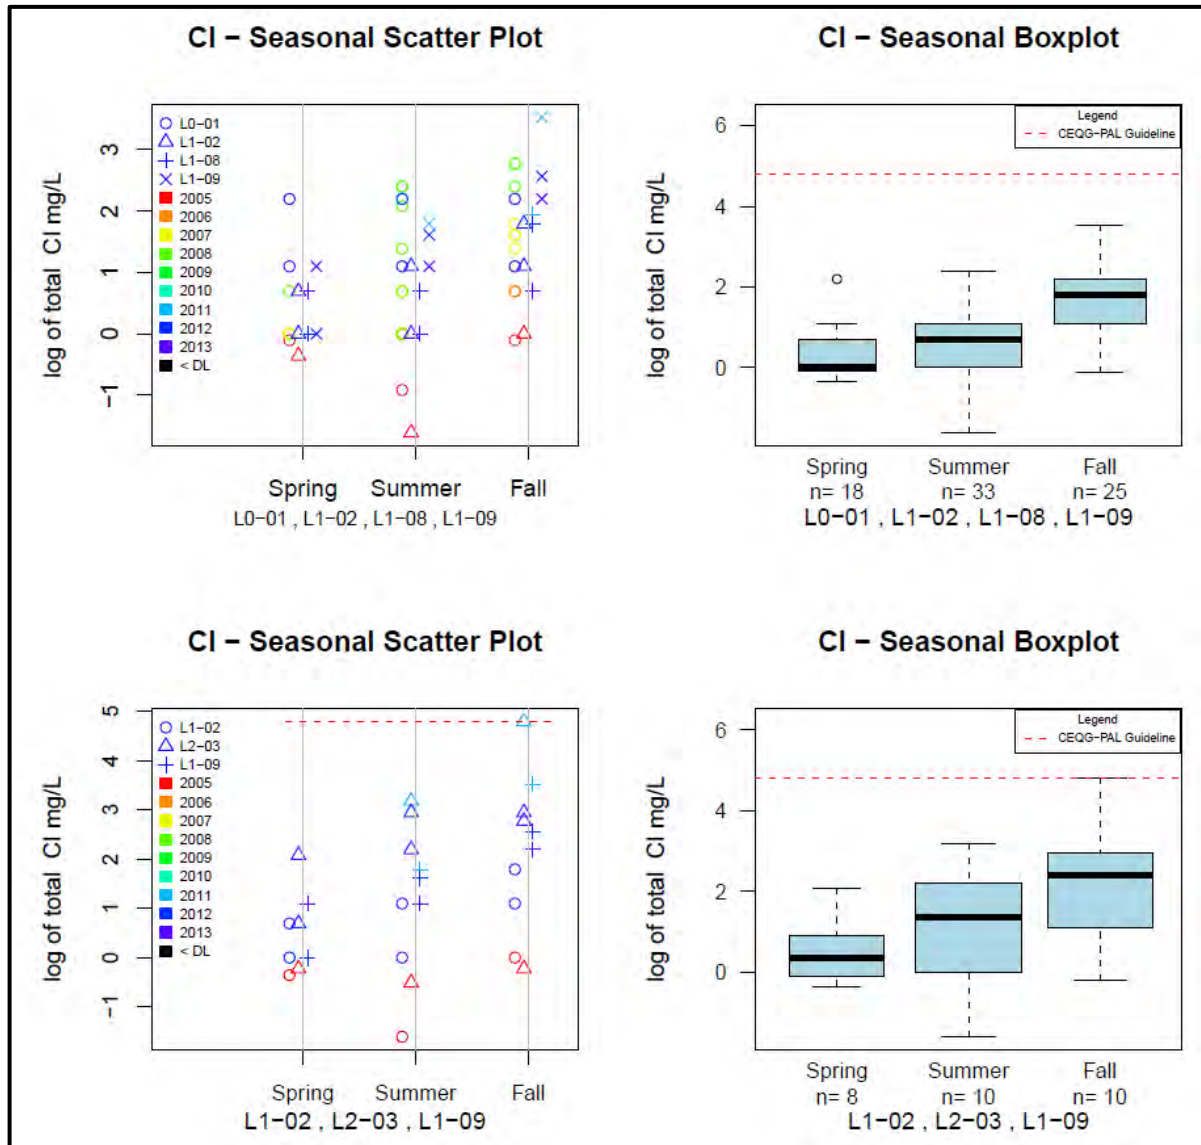 Cl − Seasonal Scatter Plot
log of total Cl mg/L
3
2
1
0
−1
L0−01
L1−02
L1−08
L1−09
2005
2006
2007
2008
2009
2010
2011
2012
2013
< DL
Spring Summer Fall
L0−01 , L1−02 , L1−08 , L1−09
Cl − Seasonal Boxplot
log of total Cl mg/L
6
4
2
0
Legend
CEQG−PAL Guideline
Spring Summer Fall
n= 18 n= 33 n= 25
L0−01 , L1−02 , L1−08 , L1−09
Cl − Seasonal Scatter Plot
log of total Cl mg/L
5
4
3
2
1
0
−1
L1−02
L2−03
L1−09
2005
2006
2007
2008
2009
2010
2011
2012
2013
< DL
Spring Summer Fall
L1−02 , L2−03 , L1−09
Cl − Seasonal Boxplot
log of total Cl mg/L
6
4
2
0
Legend
CEQG−PAL Guideline
Spring Summer Fall
n= 8 n= 10 n= 10
L1−02 , L2−03 , L1−09